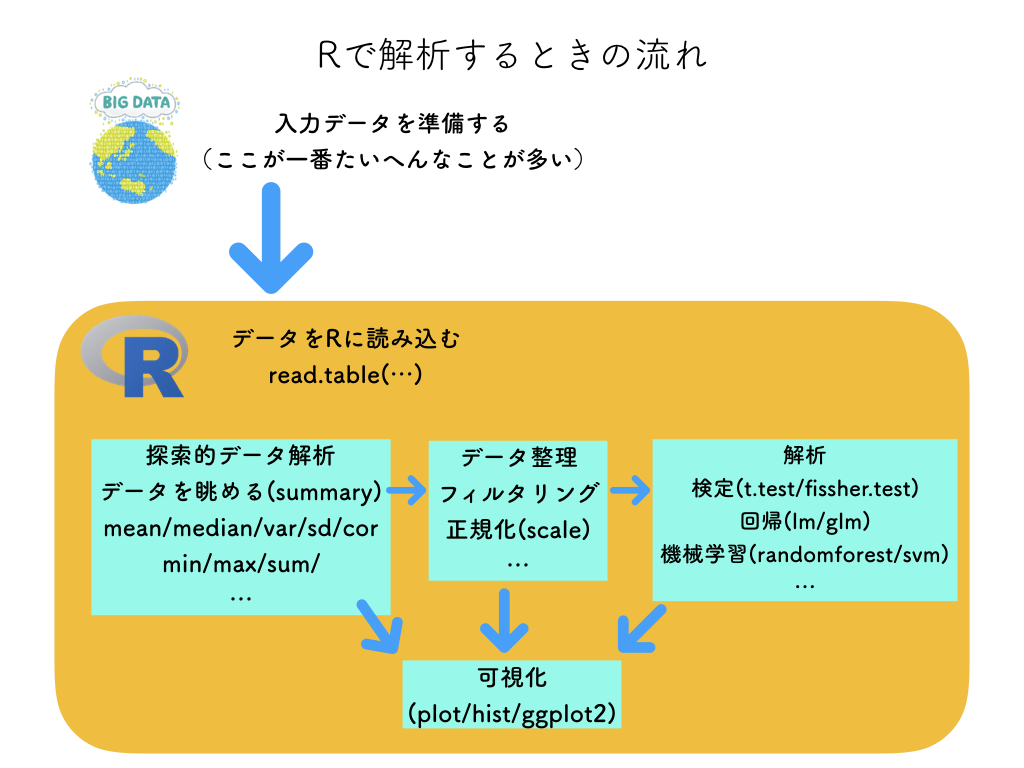 Rで解析するときの流れ
BIG DATA
入力データを準備する
（ここが一番たいへんなことが多い）
R
データをRに読み込む
read.table(…)
探索的データ解析
データを眺める(summary)
mean/median/var/sd/cor
min/max/sum/
…
データ整理
フィルタリング
正規化(scale)
…
解析
検定(t.test/fissher.test)
回帰(lm/glm)
機械学習(randomforest/svm)
…
可視化
(plot/hist/ggplot2)